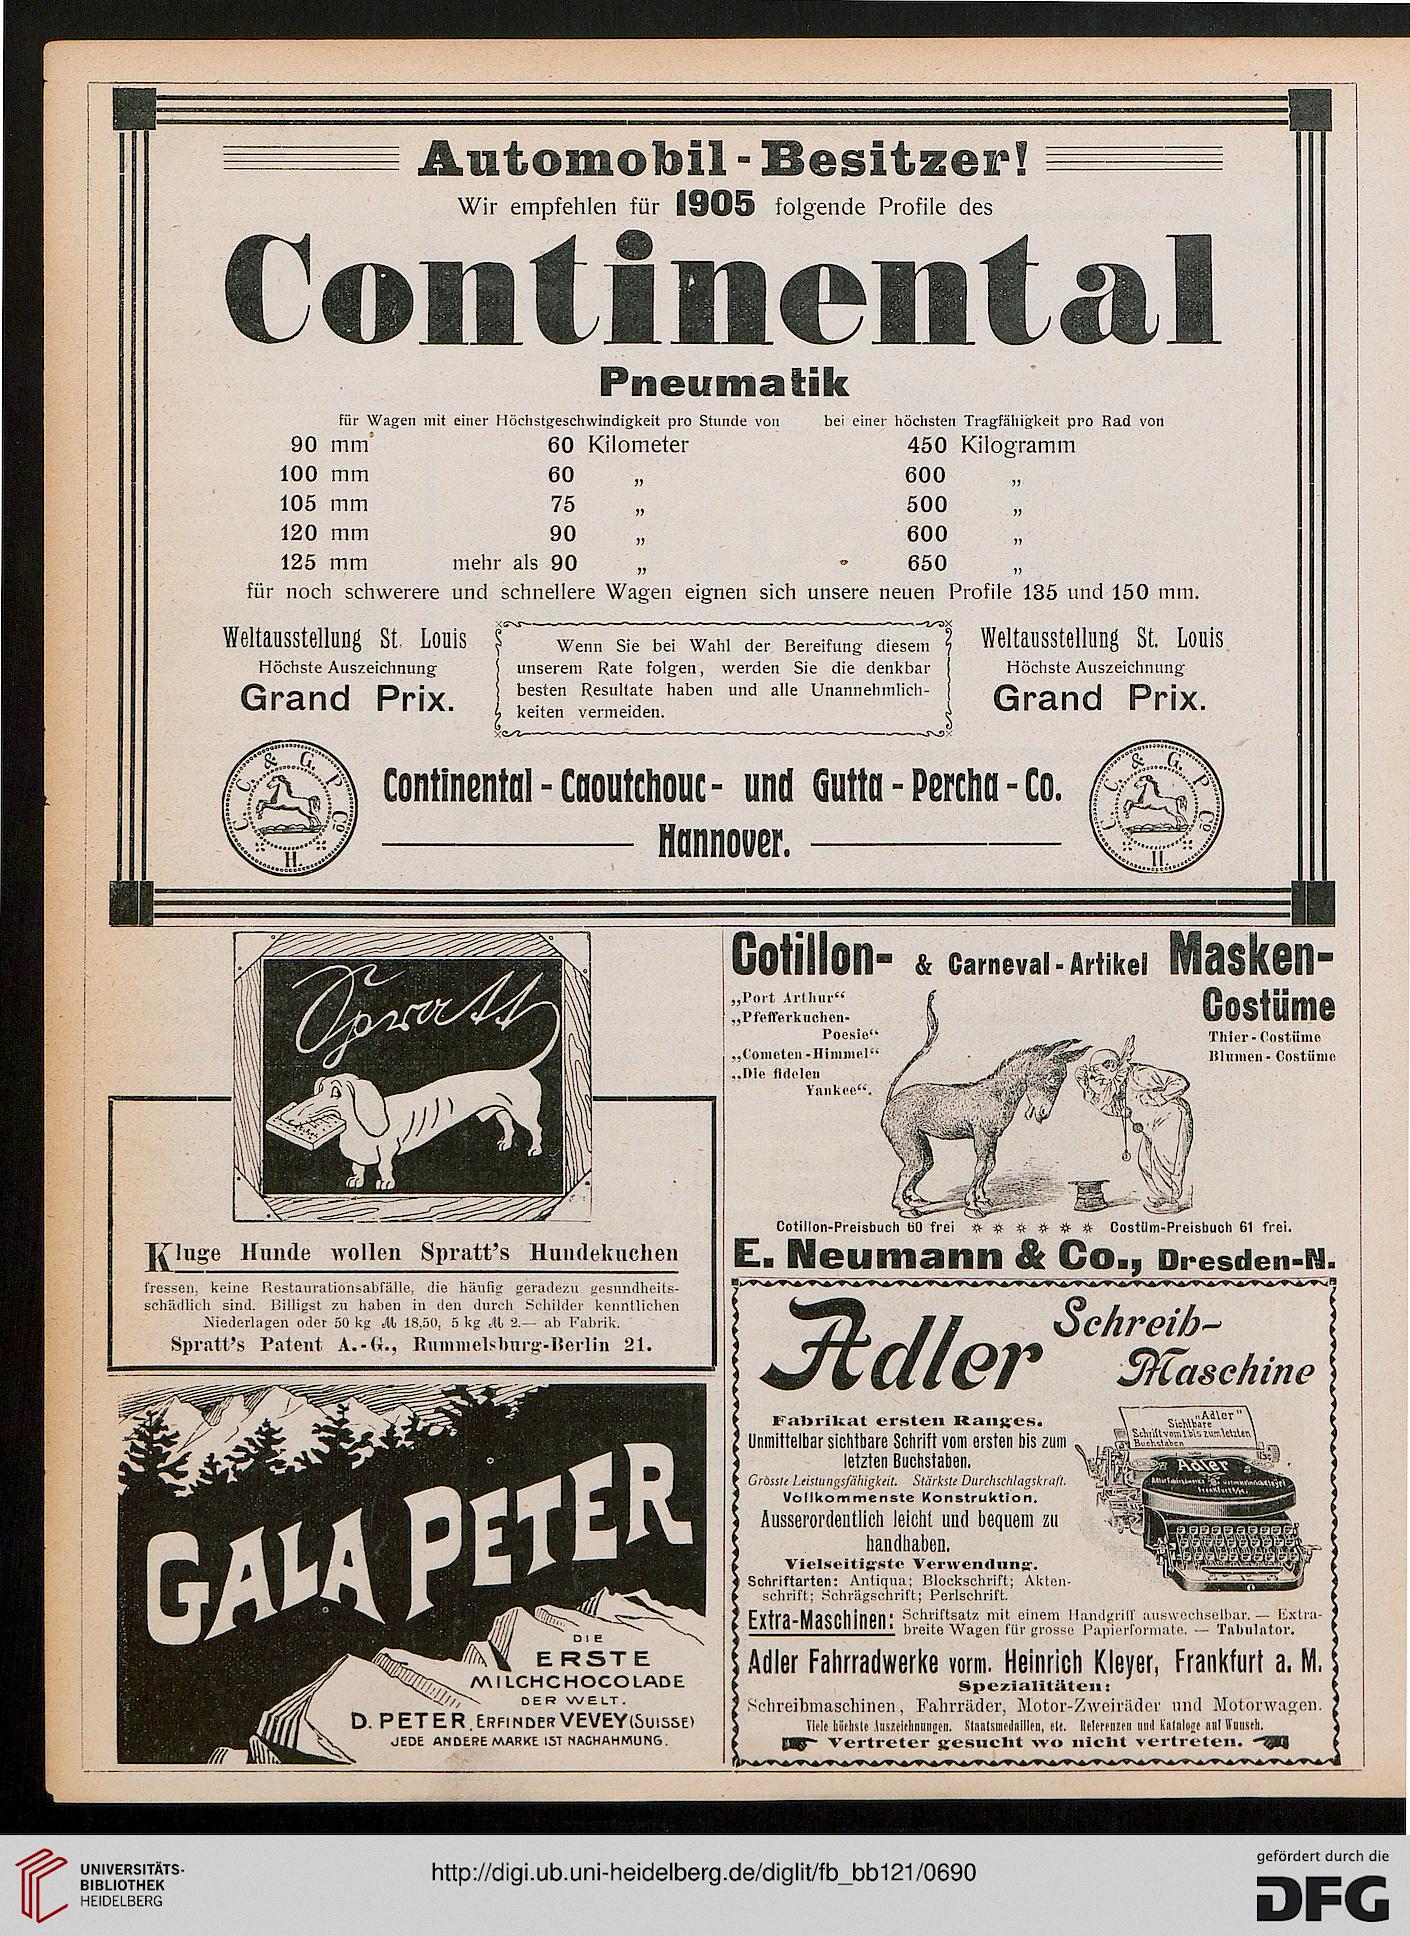 Automobil-Besitzer!
Wir empfehlen für 1905 folgende Profile des
Continental
Pneumatik
für Wagen mit einer Höchstgeschwindigkeit pro Stunde von bei einer höchsten Tragfähigkeit pro Rad von
90 mm 60 Kilometer 450 Kilogramm
100 mm 60 „ 600 „
105 mm 75 „ 500 „
120 mm 90 „ 600 „
125 mm mehr als 90 „ 650 „
für noch schwerere und schnellere Wagen eignen sich unsere neuen Profile 135 und 150 mm.
Weltausstellung St. Louis
Höchste Auszeichnung
Grand Prix.
Wenn Sie bei Wahl der Bereifung diesem
unserem Rate folgen, werden Sie die denkbar
besten Resultate haben und alle Unannehmlich-
keiten vermeiden.
Weltausstellung St. Louis
Höchste Auszeichnung
Grand Prix.
C. C. & G. P. Co.
H.
Continental-Caoutchouc- und Gutta-Percha-Co.
Hannover.
C. C. & G. P. Co.
H.
Spratt
Kluge Hunde wollen Spratt's Hundekuchen
fressen, keine Restaurationsabfälle, die häufig geradezu gesundheits-
schädlich sind. Billigst zu haben in den durch Schilder kenntlichen
Niederlagen oder 50 kg ℳ 18,50, 5 kg ℳ 2.— ab Fabrik.
Spratt's Patent A.-G., Rummelsburg-Berlin 21.
GALA PETER
DIE
ERSTE
MILCHCHOCOLADE
DER WELT.
D. PETER, ERFINDER VEVEY (SUISSE)
JEDE ANDERE MARKE IST NACHAHMUNG.
Cotillon- & Carneval-Artikel Masken-
Costüme
„Port Arthur“
„Pfefferkuchen-
Poesie“
„Cometen-Himmel“
„Die fidelen
Yankee“.
Thier-Costüme
Blumen-Costüme
Cotillon-Preisbuch 60 frei * * * * * * Costüm-Preisbuch 61 frei.
E. Neumann & Co., Dresden-N.
Adler Schreib-
Maschine
Fabrikat ersten Ranges.
Unmittelbar sichtbare Schrift vom ersten bis zum
letzten Buchstaben.
Grösste Leistungsfähigkeit. Stärkste Durchschlagskraft.
Vollkommenste Konstruktion.
Ausserordentlich leicht und bequem zu
handhaben.
Vielseitigste Verwendung.
Schriftarten: Antiqua; Blockschrift; Akten-
schrift; Schrägschrift; Perlschrift.
„Adler"
Sichtbare
Schrift vom 1. bis zum letzten
Buchstaben
Adler
Extra-Maschinen: Schriftsatz mit einem Handgriff auswechselbar. — Extra-
breite Wagen für grosse Papierformate. — Tabulator.
Adler Fahrradwerke vorm. Heinrich Kleyer, Frankfurt a. M.
Spezialitäten:
Schreibmaschinen, Fahrräder, Motor-Zweiräder und Motorwagen.
Viele höchste Auszeichnungen. Staatsmedaillen, etc. Referenzen und Kataloge auf Wunsch.
Vertreter gesucht wo nicht vertreten.
UNIVERSITÄTS-
BIBLIOTHEK
HEIDELBERG
http://digi.ub.uni-heidelberg.de/diglit/fb_bb121/0690
gefördert durch die
DFG